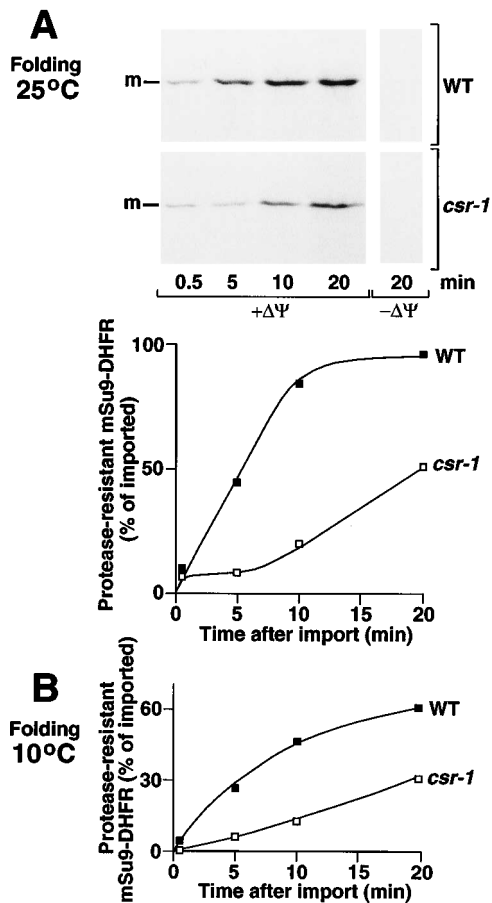 A
Folding
25°C
m
WT
m
csr-1
0.5 5 10 20 20 min
+ΔΨ -ΔΨ
Protease-resistant mSu9-DHFR
(% of imported)
100
50
0
WT
csr-1
0 5 10 15 20
Time after import (min)
B
Folding
10°C
Protease-resistant
mSu9-DHFR (% of imported)
60
30
0
WT
csr-1
0 5 10 15 20
Time after import (min)